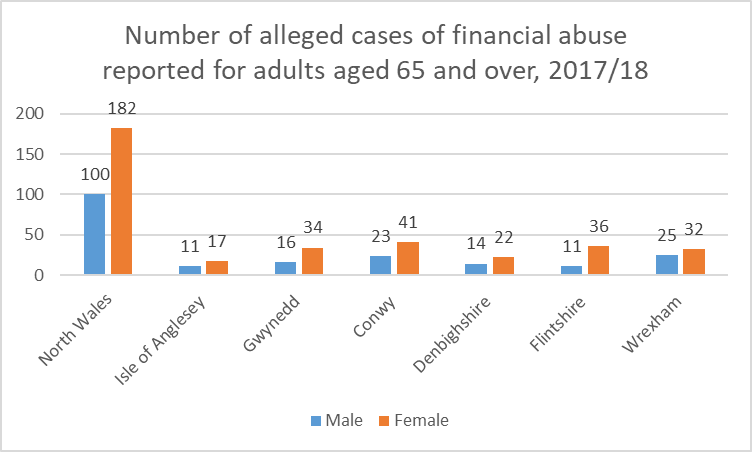 Number of alleged cases of financial abuse
reported for adults aged 65 and over, 2017/18
200
150
100
50
0
100
182
11
17
16
34
23
41
14
22
11
36
25
32
North Wales
Isle of Anglesey
Gwynedd
Conwy
Denbighshire
Flintshire
Wrexham
Male
Female